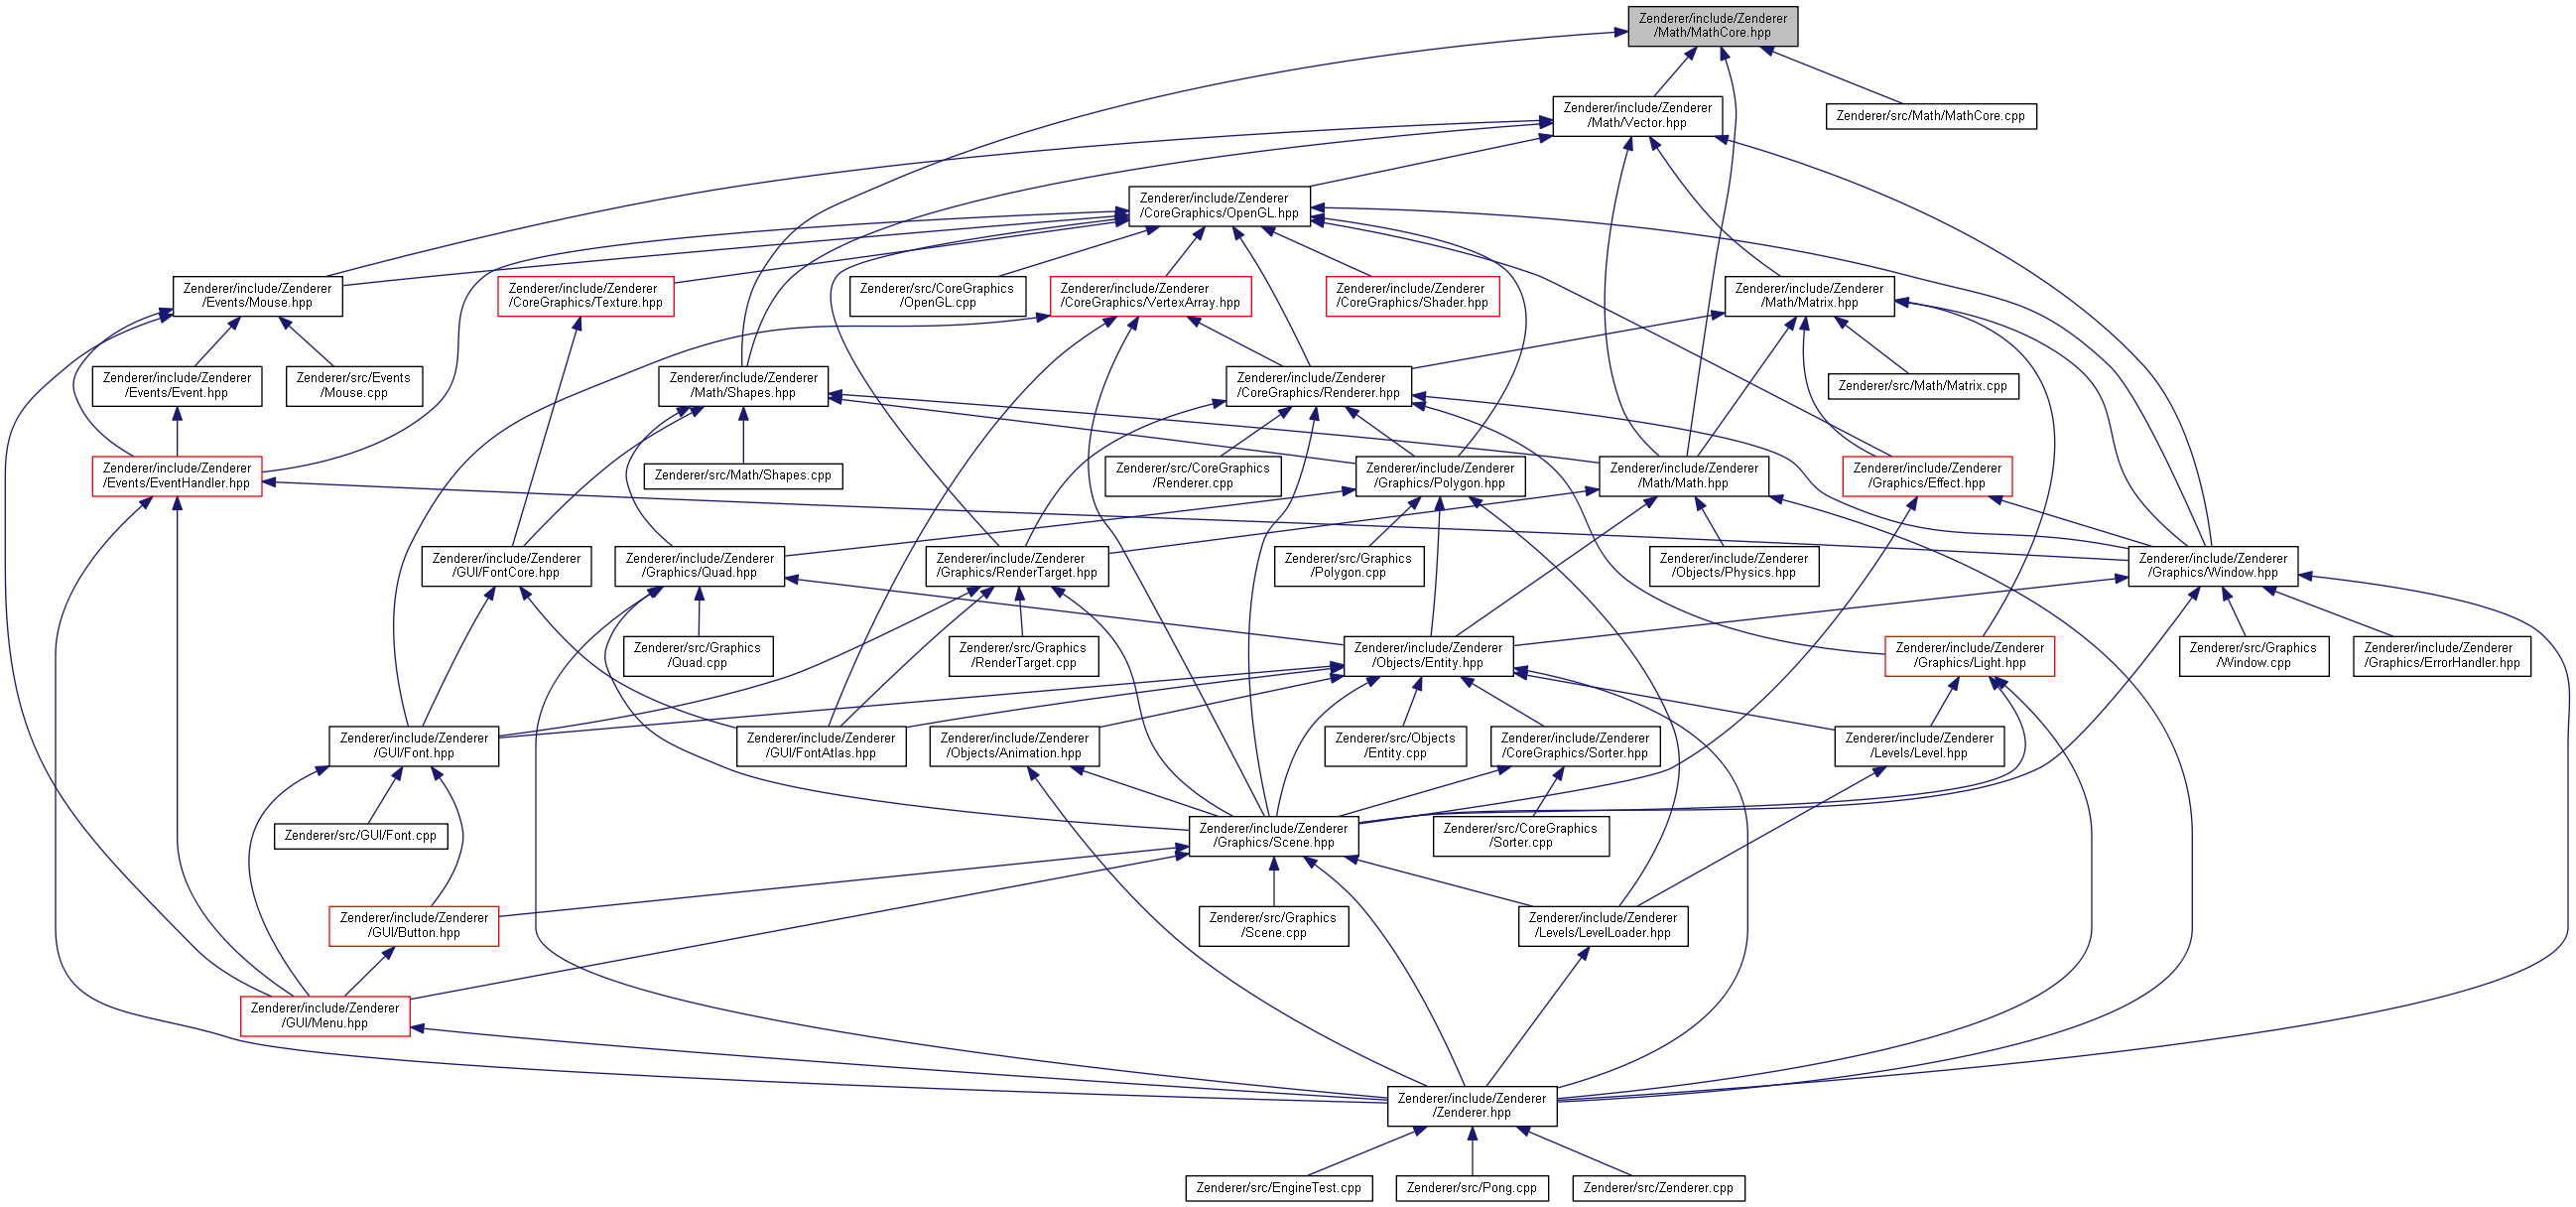 Zenderer/include/Zenderer
/Math/MathCore.hpp
Zenderer/include/Zenderer
/Math/Vector.hpp
Zenderer/src/Math/MathCore.cpp
Zenderer/include/Zenderer
/CoreGraphics/OpenGL.hpp
Zenderer/include/Zenderer
/Events/Mouse.hpp
Zenderer/include/Zenderer
/CoreGraphics/Texture.hpp
Zenderer/src/CoreGraphics
/OpenGL.cpp
Zenderer/include/Zenderer
/CoreGraphics/VertexArray.hpp
Zenderer/include/Zenderer
/CoreGraphics/Shader.hpp
Zenderer/include/Zenderer
/Math/Matrix.hpp
Zenderer/include/Zenderer
/Events/Event.hpp
Zenderer/src/Events
/Mouse.cpp
Zenderer/include/Zenderer
/Math/Shapes.hpp
Zenderer/include/Zenderer
/CoreGraphics/Renderer.hpp
Zenderer/src/Math/Matrix.cpp
Zenderer/include/Zenderer
/Events/EventHandler.hpp
Zenderer/src/Math/Shapes.cpp
Zenderer/src/CoreGraphics
/Renderer.cpp
Zenderer/include/Zenderer
/Graphics/Polygon.hpp
Zenderer/include/Zenderer
/Math/Math.hpp
Zenderer/include/Zenderer
/Graphics/Effect.hpp
Zenderer/include/Zenderer
/GUI/FontCore.hpp
Zenderer/include/Zenderer
/Graphics/Quad.hpp
Zenderer/include/Zenderer
/Graphics/RenderTarget.hpp
Zenderer/src/Graphics
/Polygon.cpp
Zenderer/include/Zenderer
/Objects/Physics.hpp
Zenderer/include/Zenderer
/Graphics/Window.hpp
Zenderer/src/Graphics
/Quad.cpp
Zenderer/src/Graphics
/RenderTarget.cpp
Zenderer/include/Zenderer
/Objects/Entity.hpp
Zenderer/include/Zenderer
/Graphics/Light.hpp
Zenderer/src/Graphics
/Window.cpp
Zenderer/include/Zenderer
/Graphics/ErrorHandler.hpp
Zenderer/include/Zenderer
/GUI/Font.hpp
Zenderer/include/Zenderer
/GUI/FontAtlas.hpp
Zenderer/include/Zenderer
/Objects/Animation.hpp
Zenderer/src/Objects
/Entity.cpp
Zenderer/include/Zenderer
/CoreGraphics/Sorter.hpp
Zenderer/include/Zenderer
/Levels/Level.hpp
Zenderer/src/GUI/Font.cpp
Zenderer/include/Zenderer
/Graphics/Scene.hpp
Zenderer/src/CoreGraphics
/Sorter.cpp
Zenderer/include/Zenderer
/GUI/Button.hpp
Zenderer/src/Graphics
/Scene.cpp
Zenderer/include/Zenderer
/Levels/LevelLoader.hpp
Zenderer/include/Zenderer
/GUI/Menu.hpp
Zenderer/include/Zenderer
/Zenderer.hpp
Zenderer/src/EngineTest.cpp
Zenderer/src/Pong.cpp
Zenderer/src/Zenderer.cpp